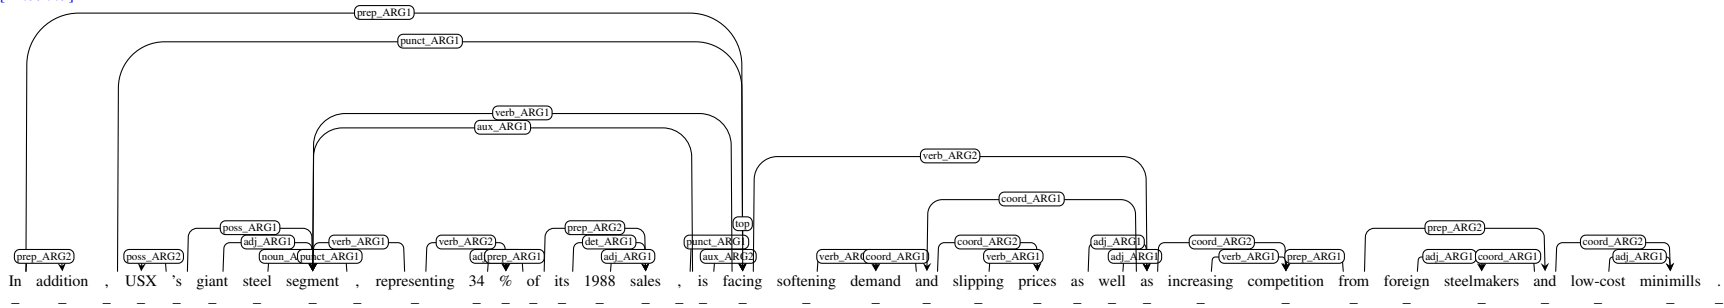 prep_ARG1
punct_ARG1
verb_ARG1
aux_ARG1
verb_ARG2
coord_ARG1
poss_ARG1 prep_ARG2 top prep_ARG2
adj_ARG1 verb_ARG1 verb_ARG2 det_ARG1 punct_ARG1 coord_ARG2 adj_ARG1 coord_ARG2 coord_ARG2
prep_ARG2 poss_ARG2 noun_A punct_ARG1 ad prep_ARG1 adj_ARG1 aux_ARG2 verb_AR coord_ARG1 verb_ARG1 adj_ARG1 verb_ARG1 prep_ARG1 adj_ARG1 coord_ARG1 adj_ARG1
In addition , USX 's giant steel segment , representing 34 % of its 1988 sales , is facing softening demand and slipping prices as well as increasing competition from foreign steelmakers and low-cost minimills .